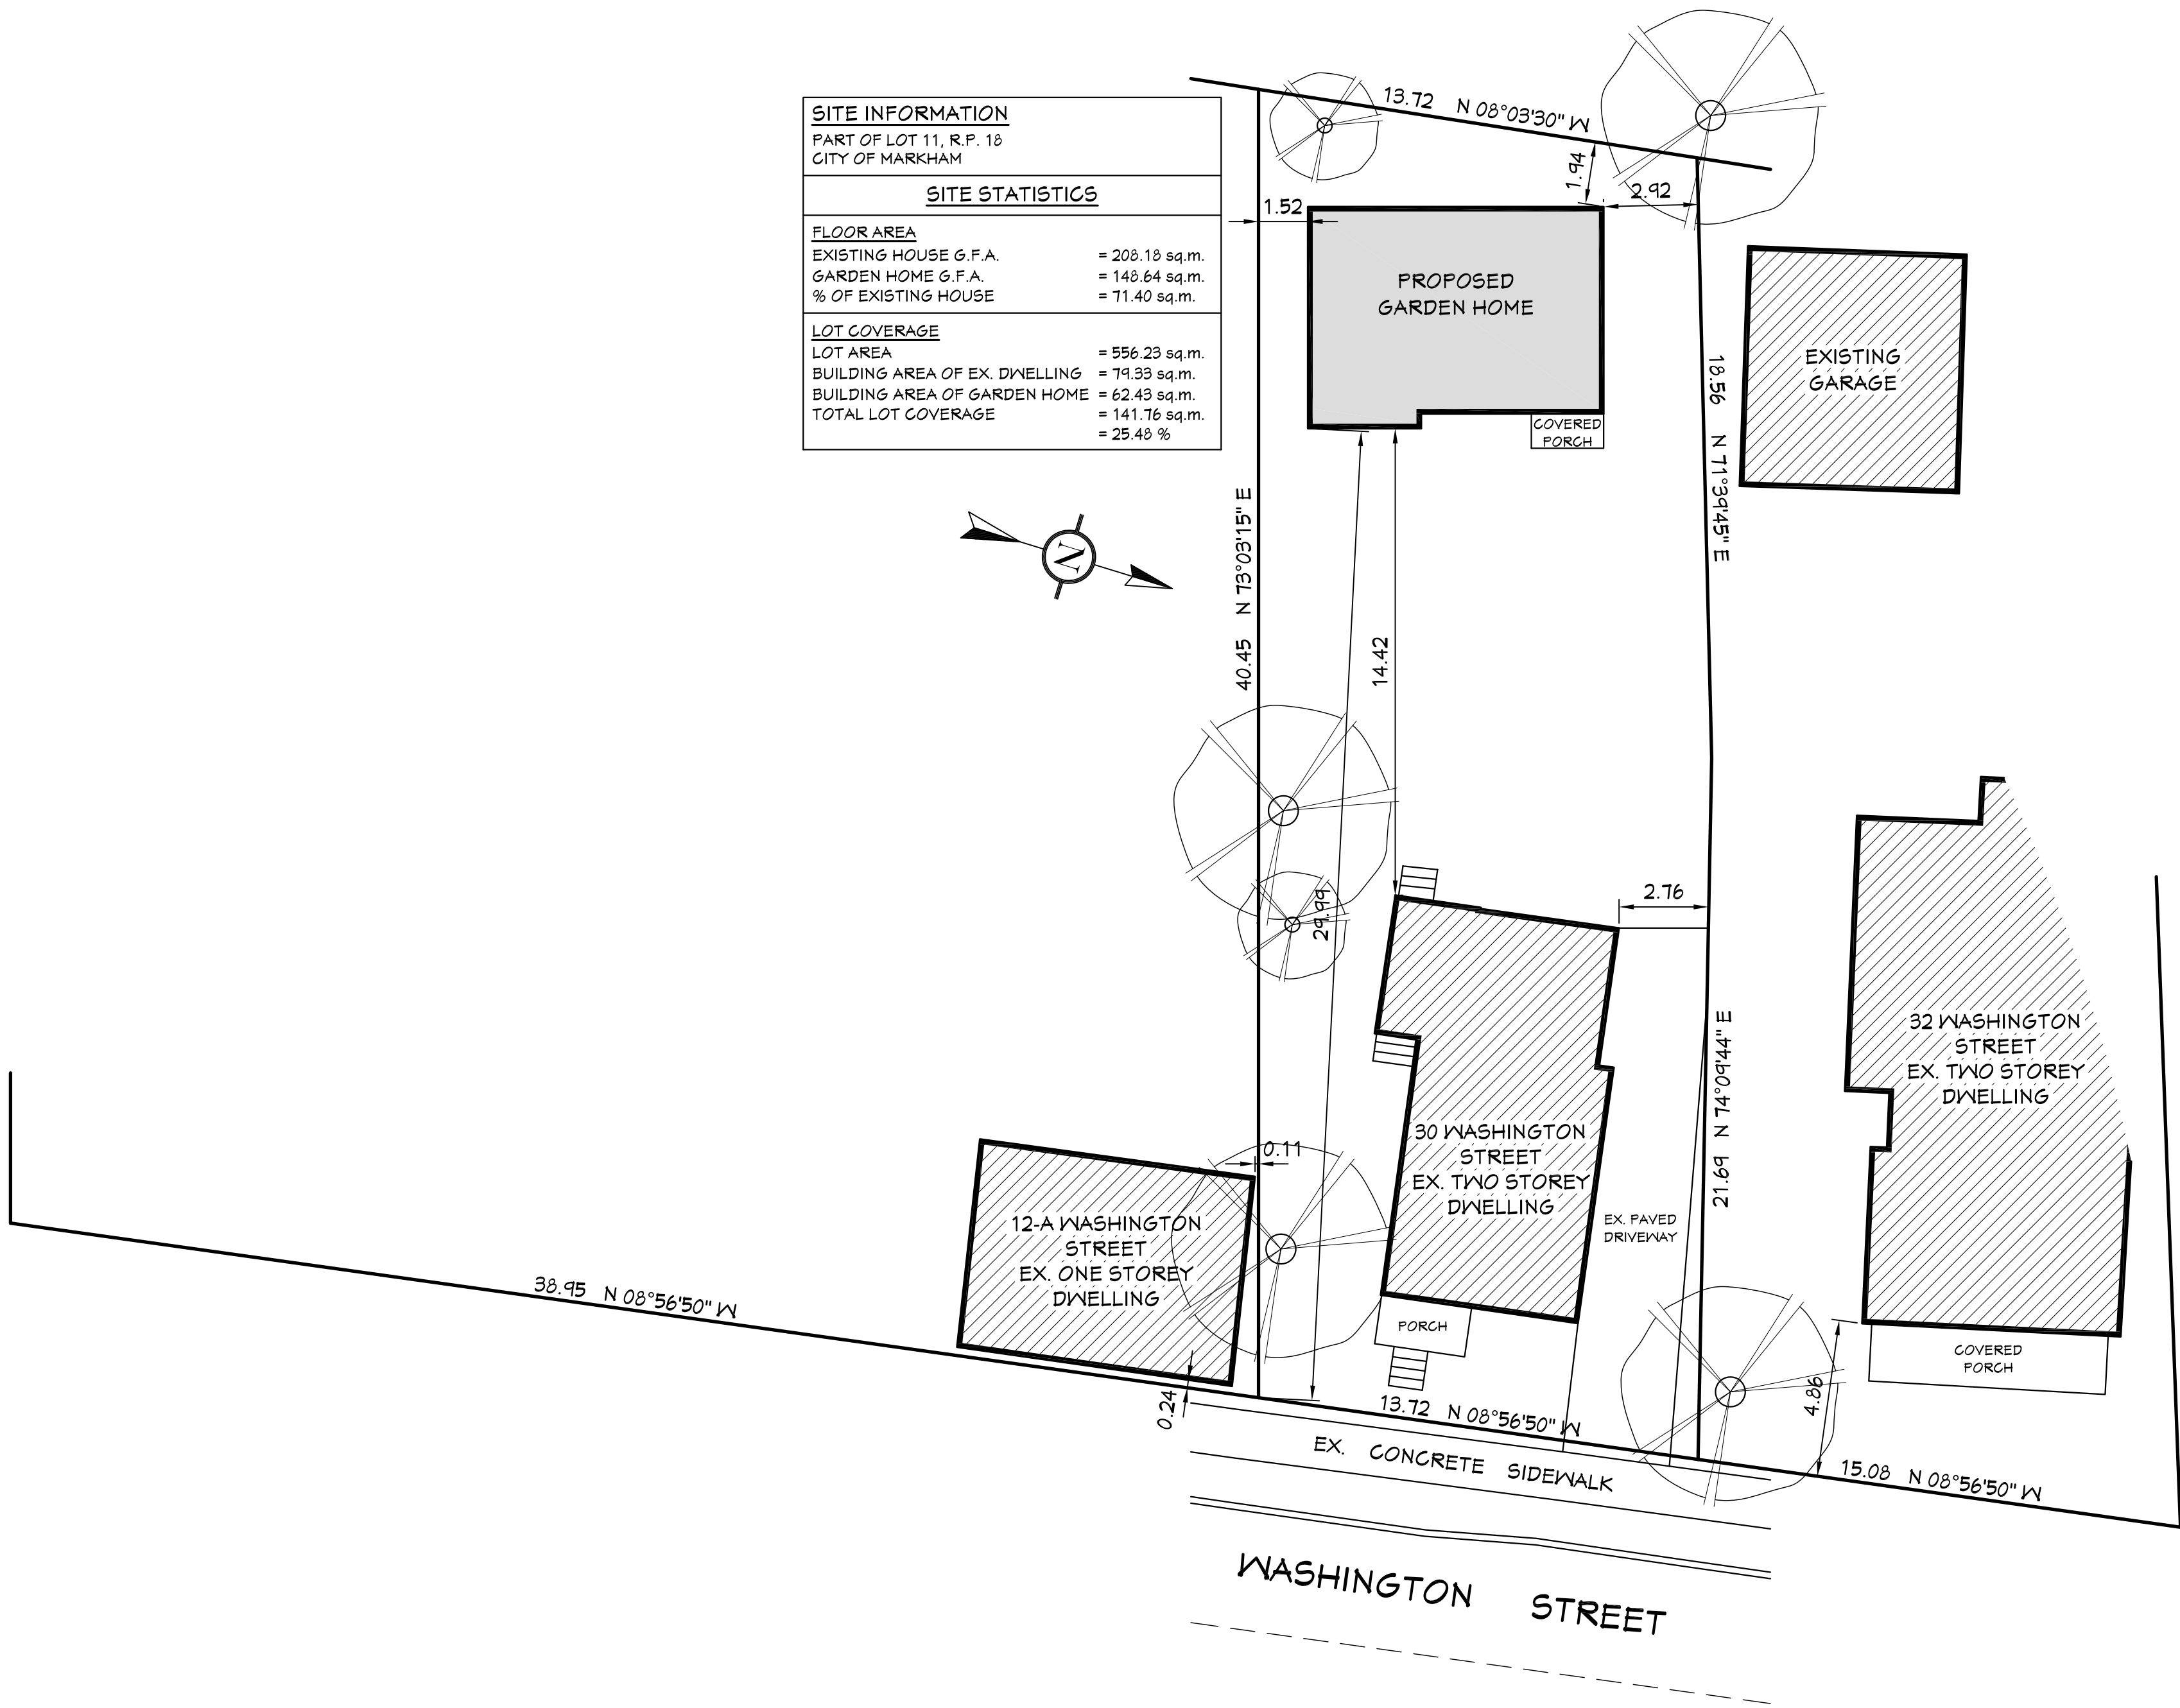 SITE INFORMATION
PART OF LOT 11, R.P. 18
CITY OF MARKHAM
SITE STATISTICS
FLOOR AREA
EXISTING HOUSE G.F.A. = 208.18 sq.m.
GARDEN HOME G.F.A. = 148.64 sq.m.
% OF EXISTING HOUSE = 71.40 sq.m.
LOT COVERAGE
LOT AREA = 556.23 sq.m.
BUILDING AREA OF EX. DWELLING = 79.33 sq.m.
BUILDING AREA OF GARDEN HOME = 62.43 sq.m.
TOTAL LOT COVERAGE = 141.76 sq.m.
= 25.48 %
13.72 N 08°03'30" W
1.94
2.92
1.52
PROPOSED
GARDEN HOME
COVERED
PORCH
EXISTING
GARAGE
18.56 N 71°39'45" E
40.45 N 73°03'15" E
N
14.42
29.99
2.76
21.69 N 74°09'44" E
32 WASHINGTON
STREET
EX. TWO STOREY
DWELLING
30 WASHINGTON
STREET
EX. TWO STOREY
DWELLING
0.11
12-A WASHINGTON
STREET
EX. ONE STOREY
DWELLING
EX. PAVED
DRIVEWAY
PORCH
COVERED
PORCH
38.95 N 08°56'50" W
0.24
13.72 N 08°56'50" W
4.86
15.08 N 08°56'50" W
EX. CONCRETE SIDEWALK
WASHINGTON STREET